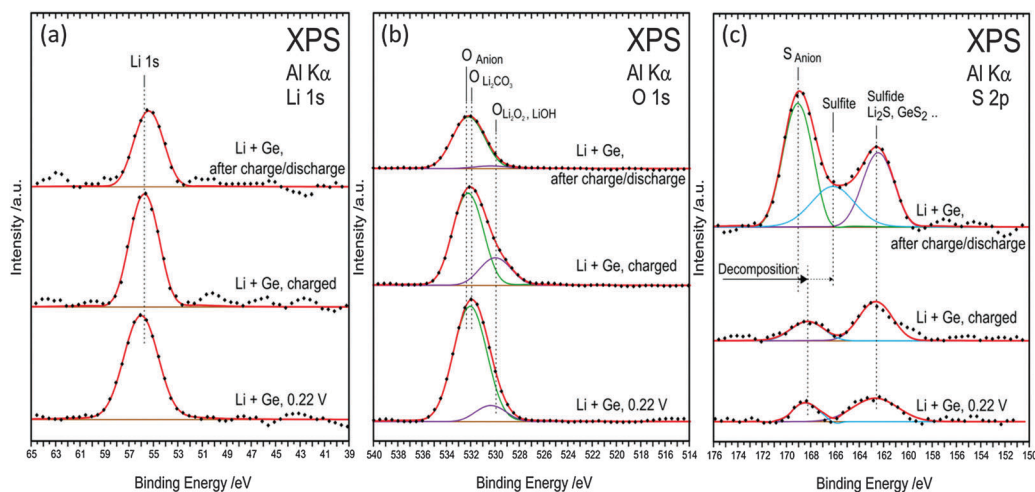 (a)
XPS
Al Kα
Li 1s
Li 1s
Li + Ge,
after charge/discharge
Li + Ge, charged
Li + Ge, 0.22 V
Intensity /a.u.
65 63 61 59 57 55 53 51 49 47 45 43 41 39
Binding Energy /eV
(b)
XPS
Al Kα
O 1s
O Anion
O Li₂CO₃
O Li₂O₂, LiOH
Li + Ge,
after charge/discharge
Li + Ge, charged
Li + Ge, 0.22 V
Intensity /a.u.
540 538 536 534 532 530 528 526 524 522 520 518 516 514
Binding Energy /eV
(c)
XPS
Al Kα
S 2p
S Anion
Sulfite
Sulfide
Li₂S, GeS₂ ..
Li + Ge,
after charge/discharge
Decomposition
Li + Ge, charged
Li + Ge, 0.22 V
Intensity /a.u.
176 174 172 170 168 166 164 162 160 158 156 154 152 150
Binding Energy /eV